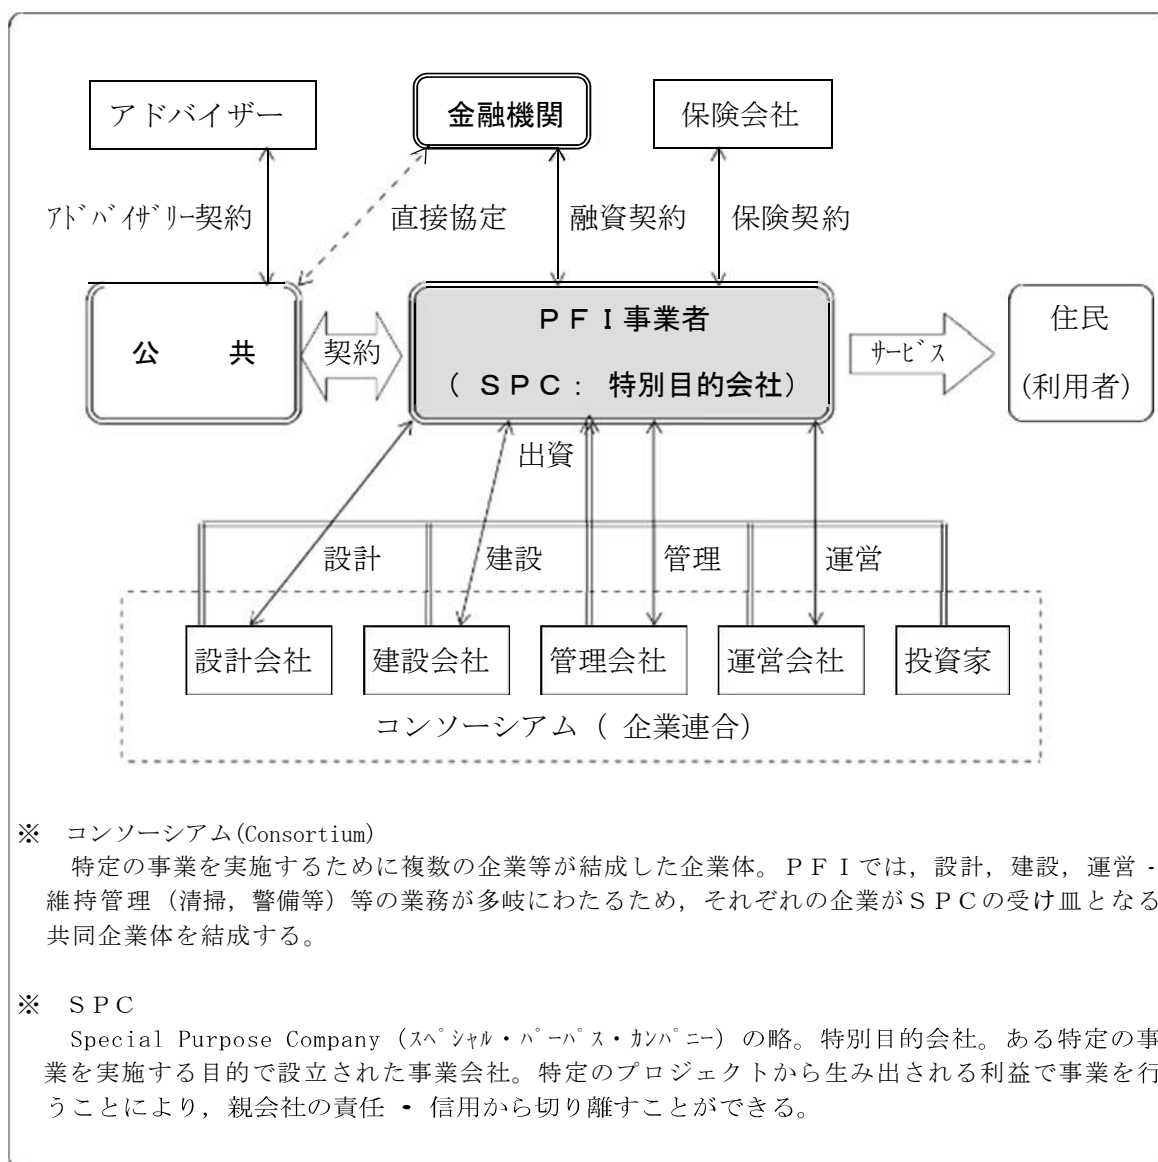 アドバイザー
金融機関
保険会社
ｱﾄﾞﾊﾞｲｻﾞﾘｰ契約
直接協定
融資契約
保険契約
公　　共
契約
ＰＦＩ事業者
（ ＳＰＣ： 特別目的会社）
ｻｰﾋﾞｽ
住民
(利用者)
出資
設計
建設
管理
運営
設計会社
建設会社
管理会社
運営会社
投資家
コンソーシアム（ 企業連合）
※　コンソーシアム(Consortium)
特定の事業を実施するために複数の企業等が結成した企業体。ＰＦＩでは，設計，建設，運営 -
維持管理（清掃，警備等）等の業務が多岐にわたるため，それぞれの企業がＳＰＣの受け皿となる
共同企業体を結成する。
※　ＳＰＣ
Special Purpose Company（ｽﾍﾟｼｬﾙ・ﾊﾟｰﾊﾟｽ・ｶﾝﾊﾟﾆｰ）の略。特別目的会社。ある特定の事
業を実施する目的で設立された事業会社。特定のプロジェクトから生み出される利益で事業を行
うことにより，親会社の責任 • 信用から切り離すことができる。